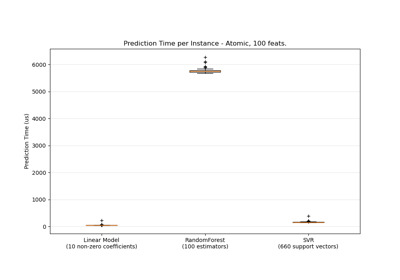 Prediction Time per Instance - Atomic, 100 feats.
6000
5000
4000
3000
2000
1000
0
Prediction Time (us)
Linear Model
(10 non-zero coefficients)
RandomForest
(100 estimators)
SVR
(660 support vectors)